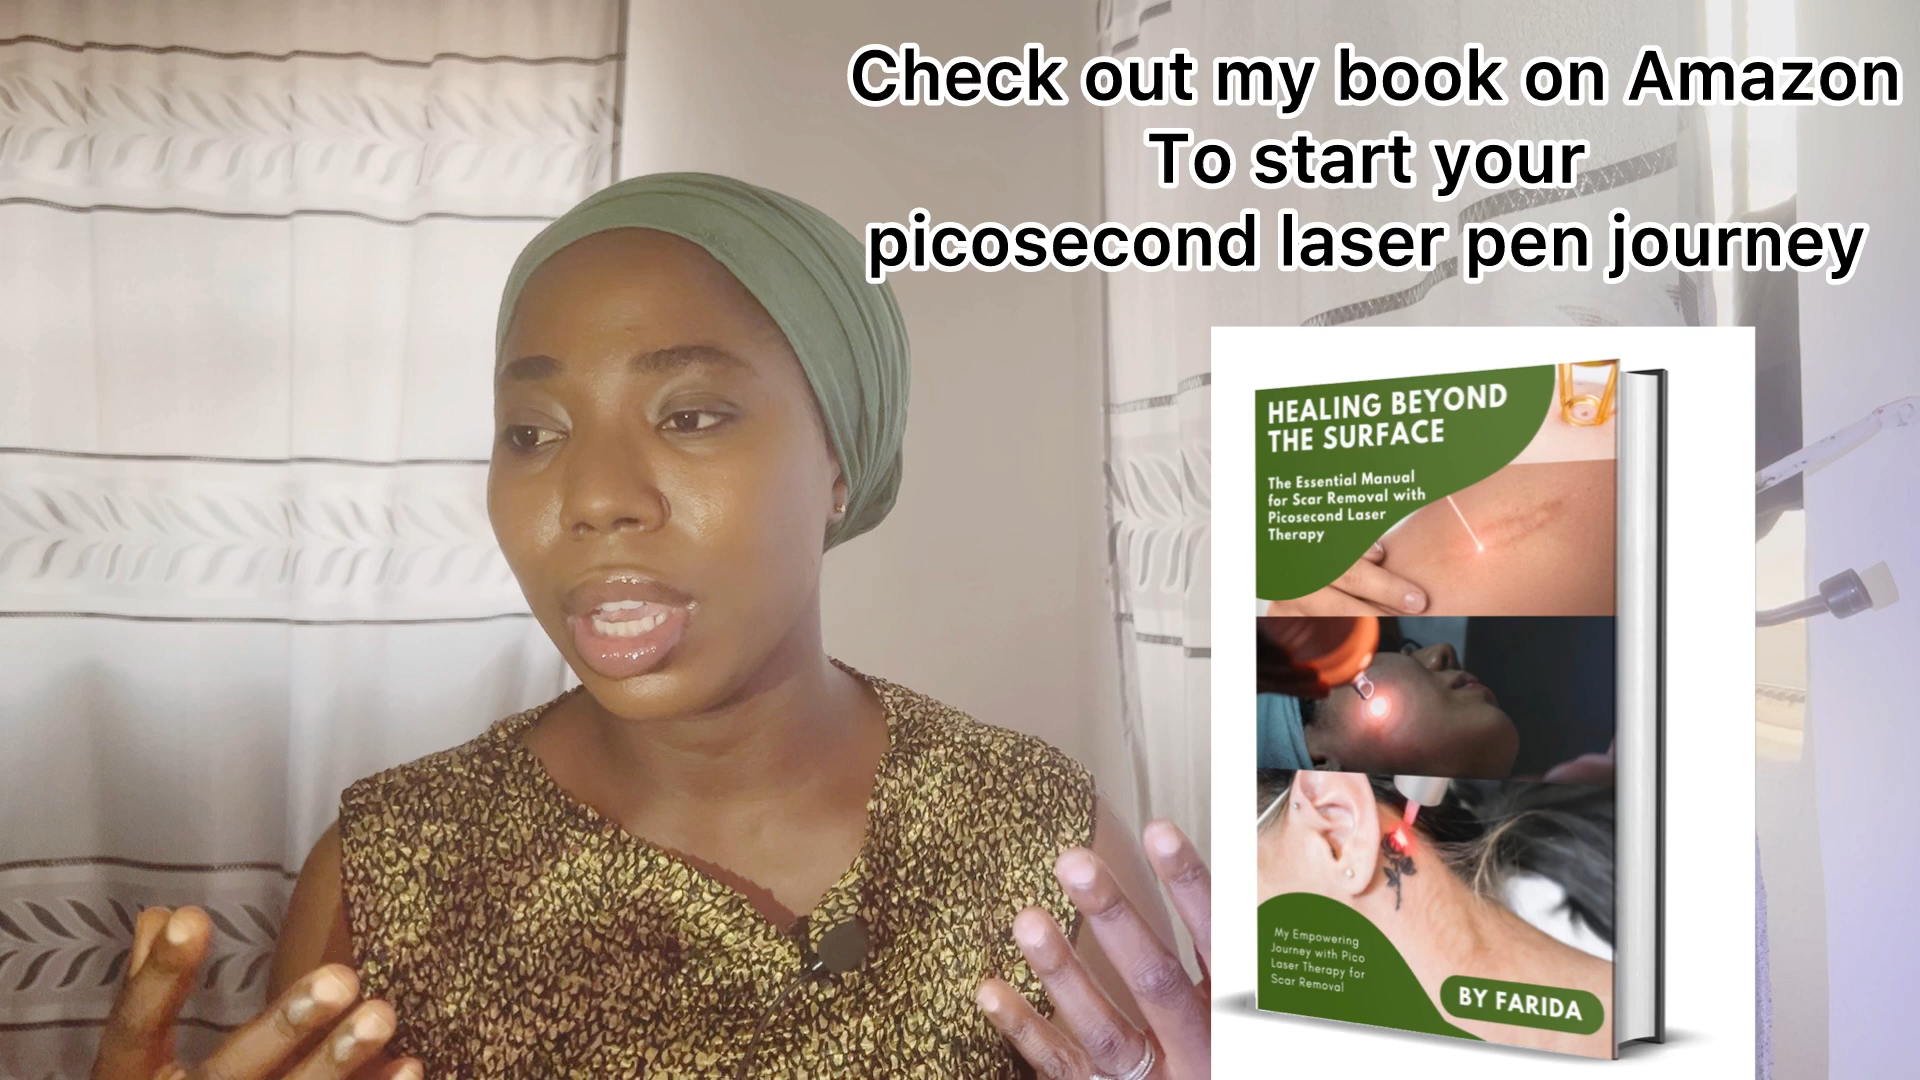 Check out my book on Amazon
To start your
picosecond laser pen journey
HEALING BEYOND
THE SURFACE
The Essential Manual
for Scar Removal with
Picosecond Laser
Therapy
My Empowering
Journey with Pico
Laser Therapy for
Scar Removal
BY FARIDA